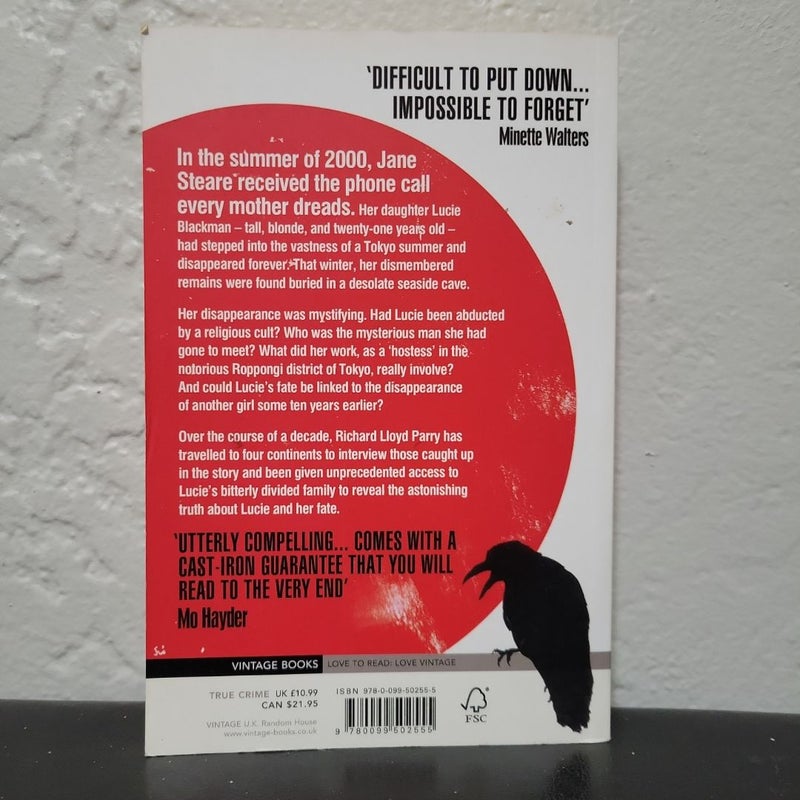 ‘DIFFICULT TO PUT DOWN...
IMPOSSIBLE TO FORGET’
Minette Walters
In the summer of 2000, Jane
Steare received the phone call
every mother dreads. Her daughter Lucie
Blackman – tall, blonde, and twenty-one years old –
had stepped into the vastness of a Tokyo summer and
disappeared forever. That winter, her dismembered
remains were found buried in a desolate seaside cave.
Her disappearance was mystifying. Had Lucie been abducted
by a religious cult? Who was the mysterious man she had
gone to meet? What did her work, as a ‘hostess’ in the
notorious Roppongi district of Tokyo, really involve?
And could Lucie’s fate be linked to the disappearance
of another girl some ten years earlier?
Over the course of a decade, Richard Lloyd Parry has
travelled to four continents to interview those caught up
in the story and been given unprecedented access to
Lucie’s bitterly divided family to reveal the astonishing
truth about Lucie and her fate.
‘UTTERLY COMPELLING... COMES WITH A
CAST-IRON GUARANTEE THAT YOU WILL
READ TO THE VERY END’
Mo Hayder
VINTAGE BOOKS LOVE TO READ: LOVE VINTAGE
TRUE CRIME UK £10.99
CAN $21.95
VINTAGE U.K. Random House
www.vintage-books.co.uk
ISBN 978-0-099-50255-5
9 780099 502555
FSC